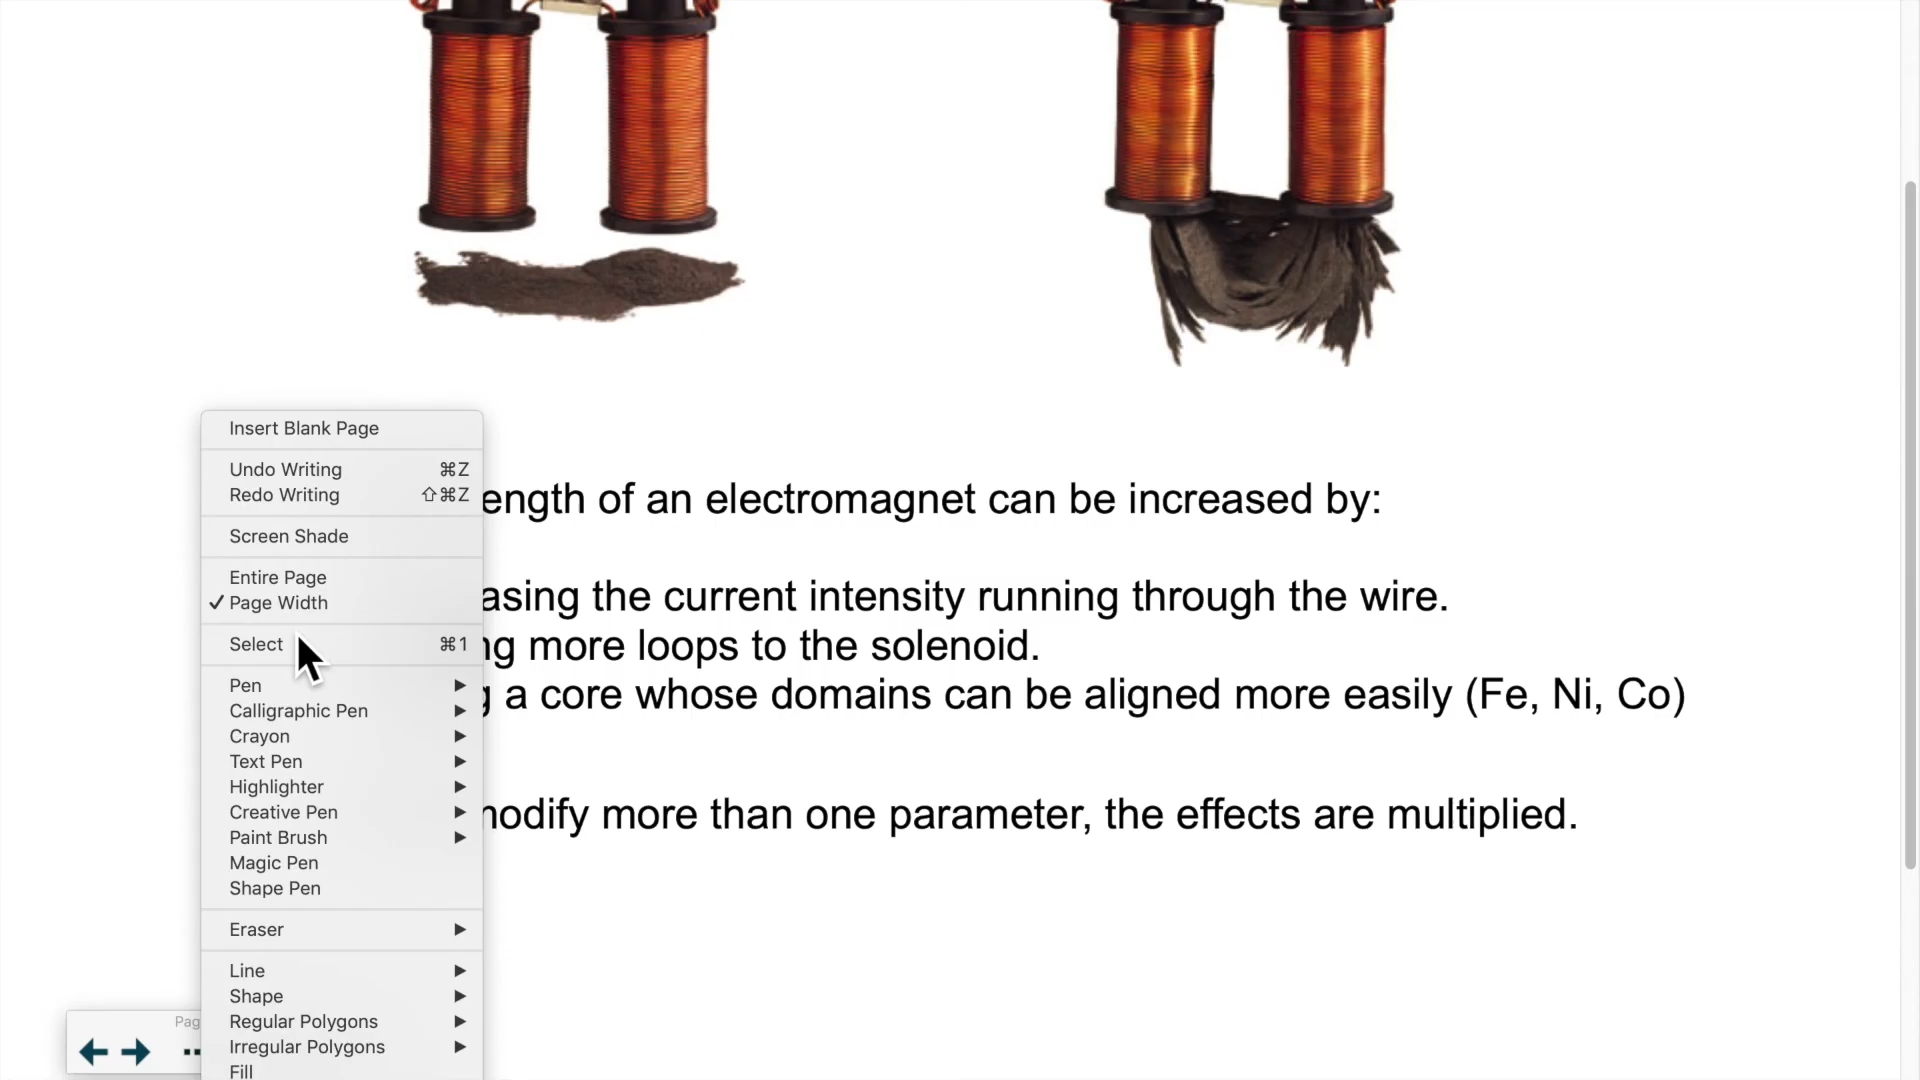 Insert Blank Page
Undo Writing ⌘Z
Redo Writing ⇧⌘Z
ength of an electromagnet can be increased by:
Screen Shade
Entire Page
✓ Page Width
asing the current intensity running through the wire.
Select ⌘1
ng more loops to the solenoid.
Pen ▶
g a core whose domains can be aligned more easily (Fe, Ni, Co)
Calligraphic Pen ▶
Crayon ▶
Text Pen ▶
Highlighter ▶
Creative Pen ▶
modify more than one parameter, the effects are multiplied.
Paint Brush ▶
Magic Pen
Shape Pen
Eraser ▶
Line ▶
Shape ▶
Regular Polygons ▶
Pag
Irregular Polygons ▶
Fill